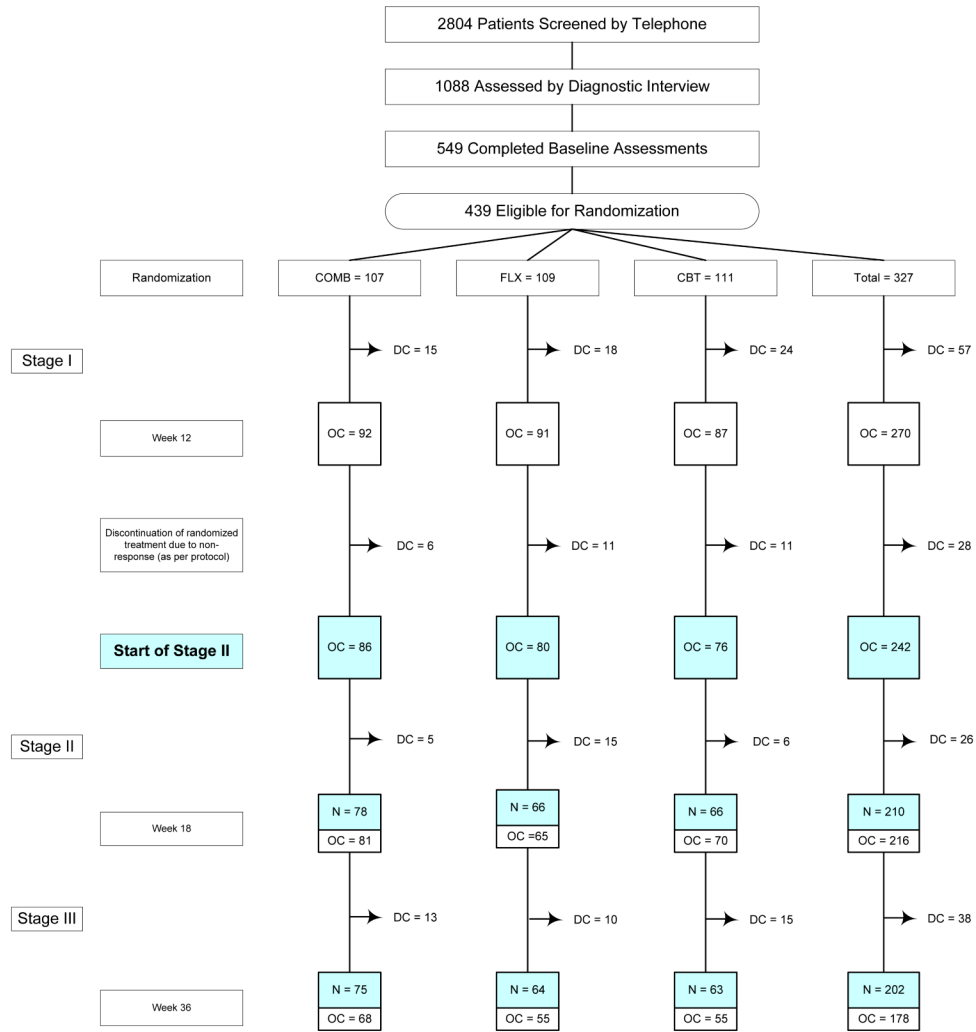 2804 Patients Screened by Telephone
1088 Assessed by Diagnostic Interview
549 Completed Baseline Assessments
439 Eligible for Randomization
Randomization
COMB = 107
FLX = 109
CBT = 111
Total = 327
Stage I
DC = 15
DC = 18
DC = 24
DC = 57
Week 12
OC = 92
OC = 91
OC = 87
OC = 270
Discontinuation of randomized
treatment due to non-
response (as per protocol)
DC = 6
DC = 11
DC = 11
DC = 28
Start of Stage II
OC = 86
OC = 80
OC = 76
OC = 242
Stage II
DC = 5
DC = 15
DC = 6
DC = 26
Week 18
N = 78
OC = 81
N = 66
OC =65
N = 66
OC = 70
N = 210
OC = 216
Stage III
DC = 13
DC = 10
DC = 15
DC = 38
Week 36
N = 75
OC = 68
N = 64
OC = 55
N = 63
OC = 55
N = 202
OC = 178